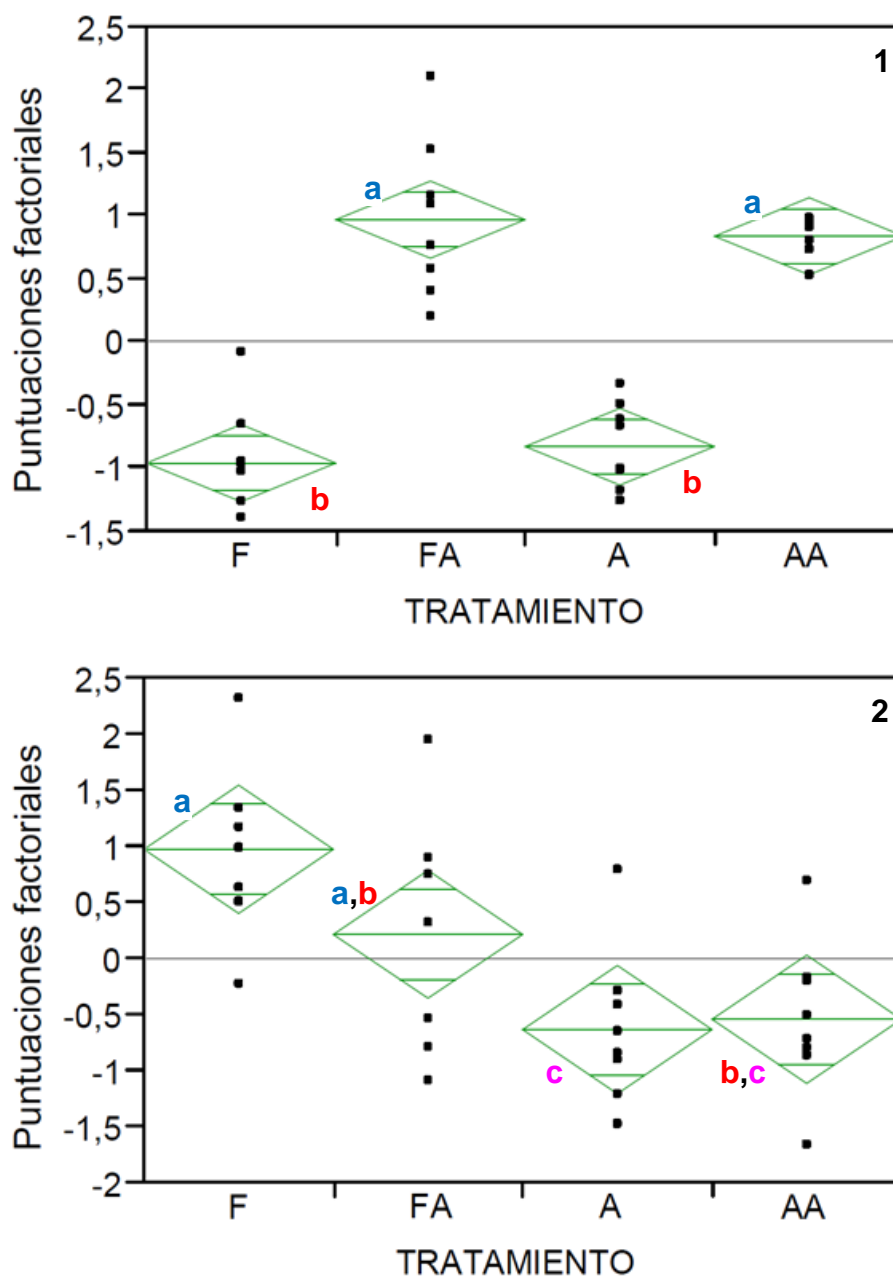 Puntuaciones factoriales
2,5
2
1,5
1
0,5
0
-0,5
-1
-1,5
1
a
a
b
b
F FA A AA
TRATAMIENTO
Puntuaciones factoriales
2,5
2
1,5
1
0,5
0
-0,5
-1
-1,5
-2
2
a
a,b
c
b,c
F FA A AA
TRATAMIENTO